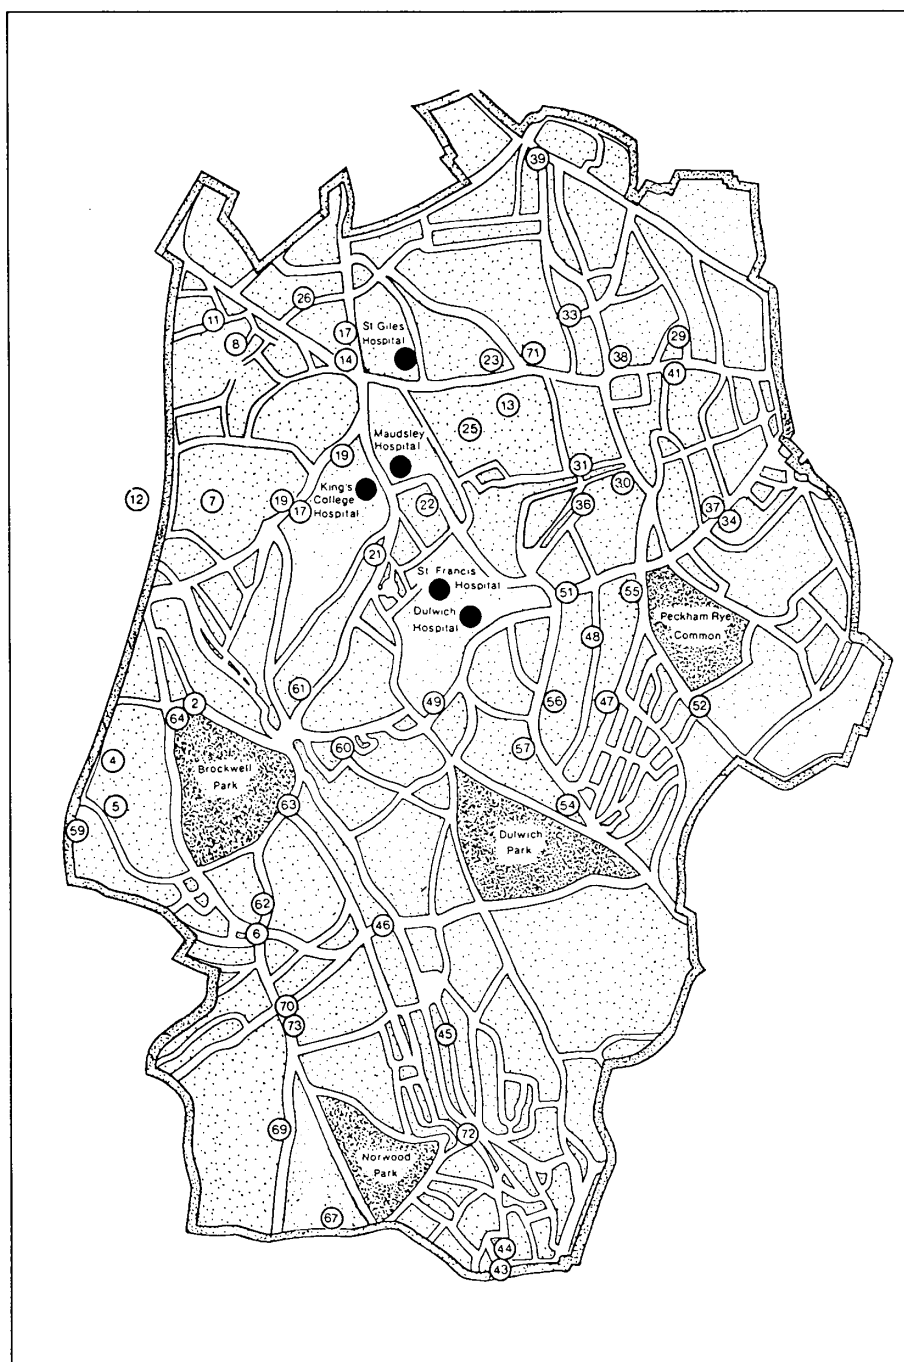 39
26
11
17
33
St Giles
Hospital
29
8
14
23
71
38
41
13
25
Maudsley
Hospital
19
31
King's
College
Hospital
30
12
7
19
17
22
36
37
34
21
St Francis
Hospital
51
55
Dulwich
Hospital
Peckham Rye
Common
48
61
2
64
49
56
47
52
60
57
4
Brockwell
Park
5
63
54
59
Dulwich
Park
62
6
46
70
73
45
69
72
Norwood
Park
67
44
43